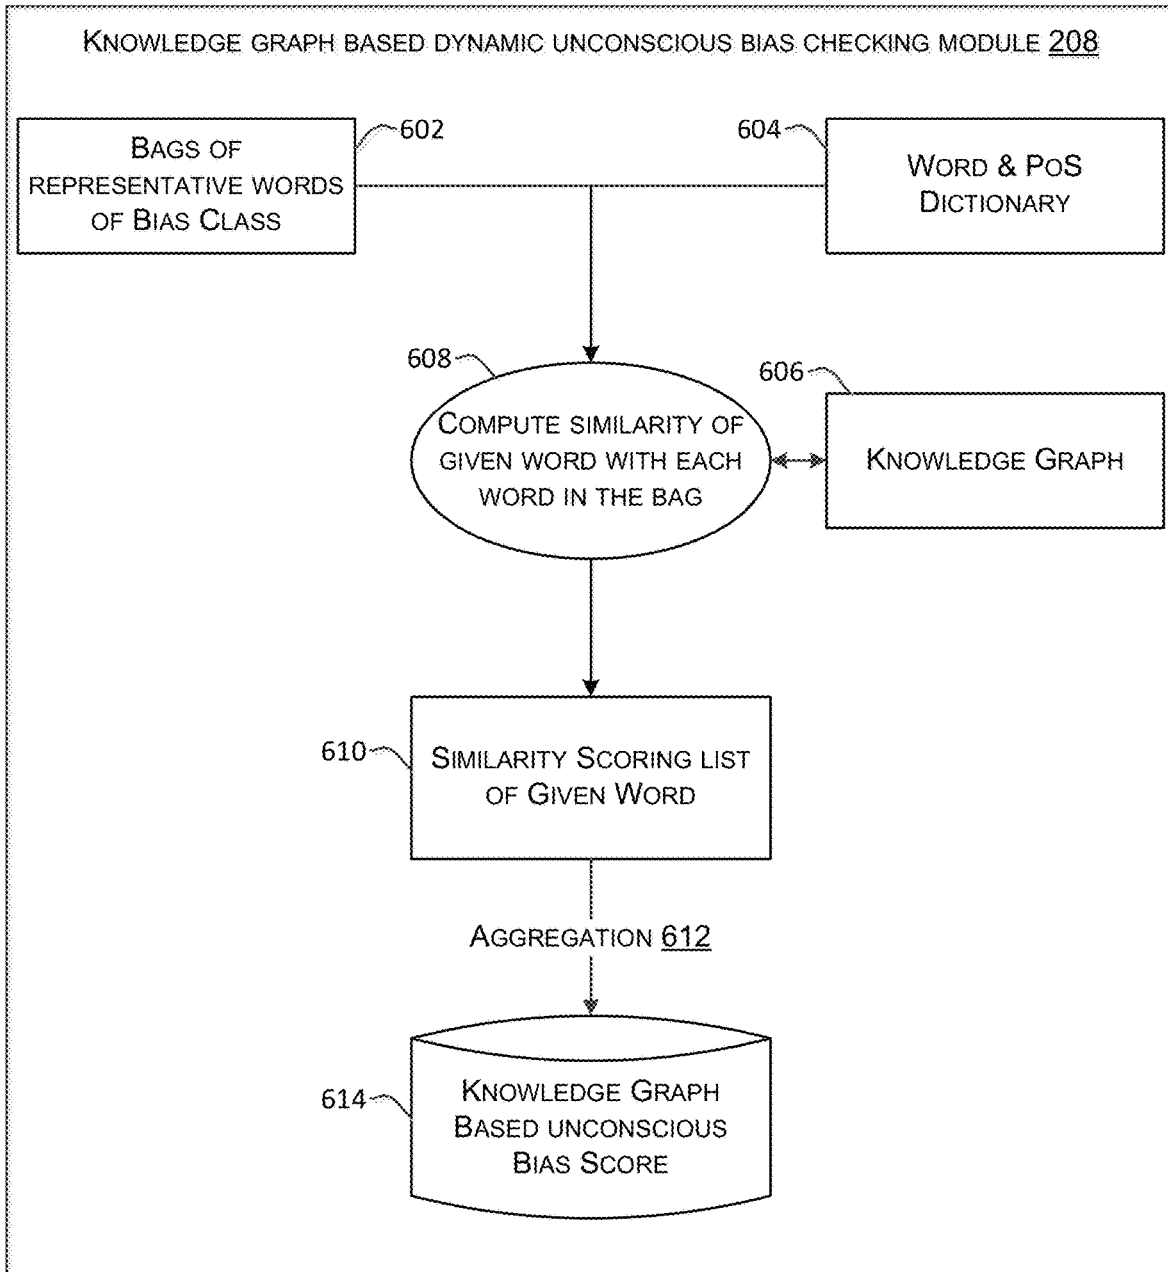 KNOWLEDGE GRAPH BASED DYNAMIC UNCONSCIOUS BIAS CHECKING MODULE 208
BAGS OF
REPRESENTATIVE WORDS
OF BIAS CLASS
602
604
WORD & POS
DICTIONARY
608
COMPUTE SIMILARITY OF
GIVEN WORD WITH EACH
WORD IN THE BAG
606
KNOWLEDGE GRAPH
610
SIMILARITY SCORING LIST
OF GIVEN WORD
AGGREGATION 612
614
KNOWLEDGE GRAPH
BASED UNCONSCIOUS
BIAS SCORE